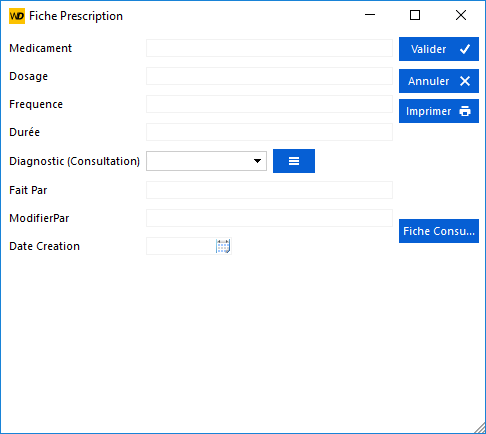 WD Fiche Prescription
Medicament
Valider
Dosage
Annuler
Frequence
Imprimer
Durée
Diagnostic (Consultation)
Fait Par
ModifierPar
Fiche Consu...
Date Creation